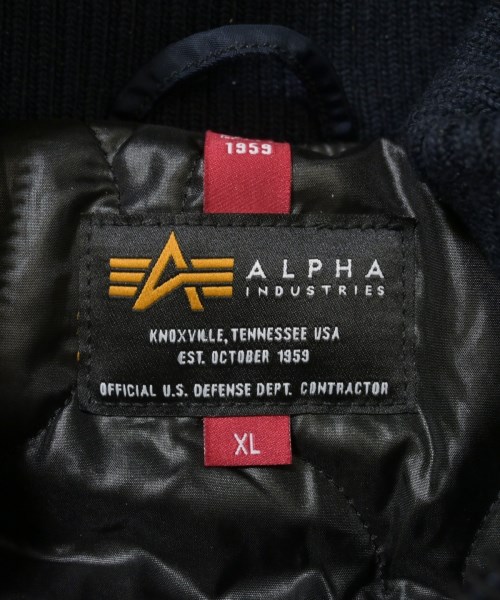 1959
ALPHA
INDUSTRIES
KNOXVILLE, TENNESSEE USA
EST. OCTOBER 1959
OFFICIAL U.S. DEFENSE DEPT. CONTRACTOR
XL